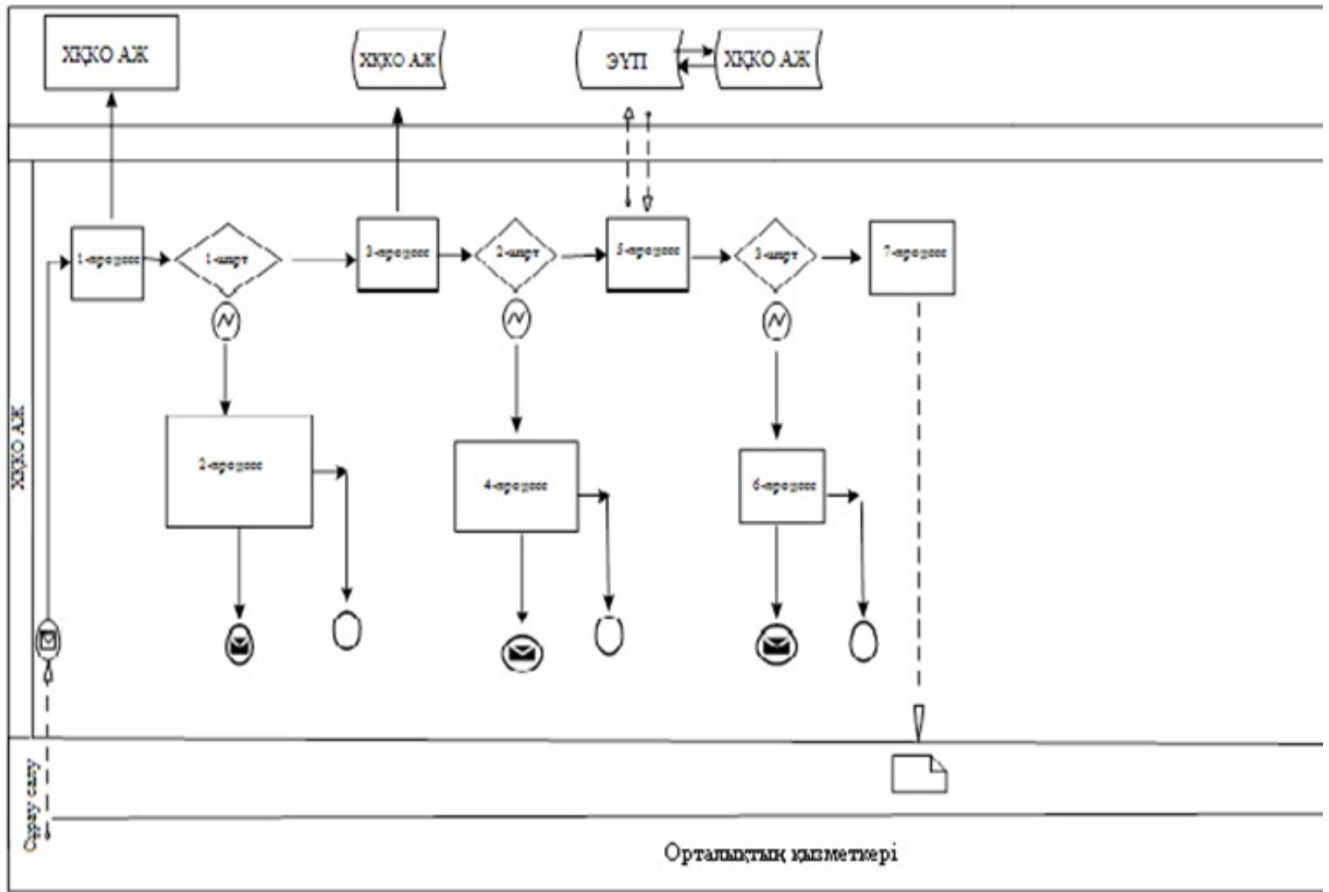 ХҚКО АЖ
ХҚКО АЖ
ЭҮП
ХҚКО АЖ
1-процесс
1-шарт
3-процесс
2-шарт
5-процесс
3-шарт
7-процесс
2-процесс
4-процесс
6-процесс
ХҚКО АЖ
Сұрау салу
Орталықтың қызметкері